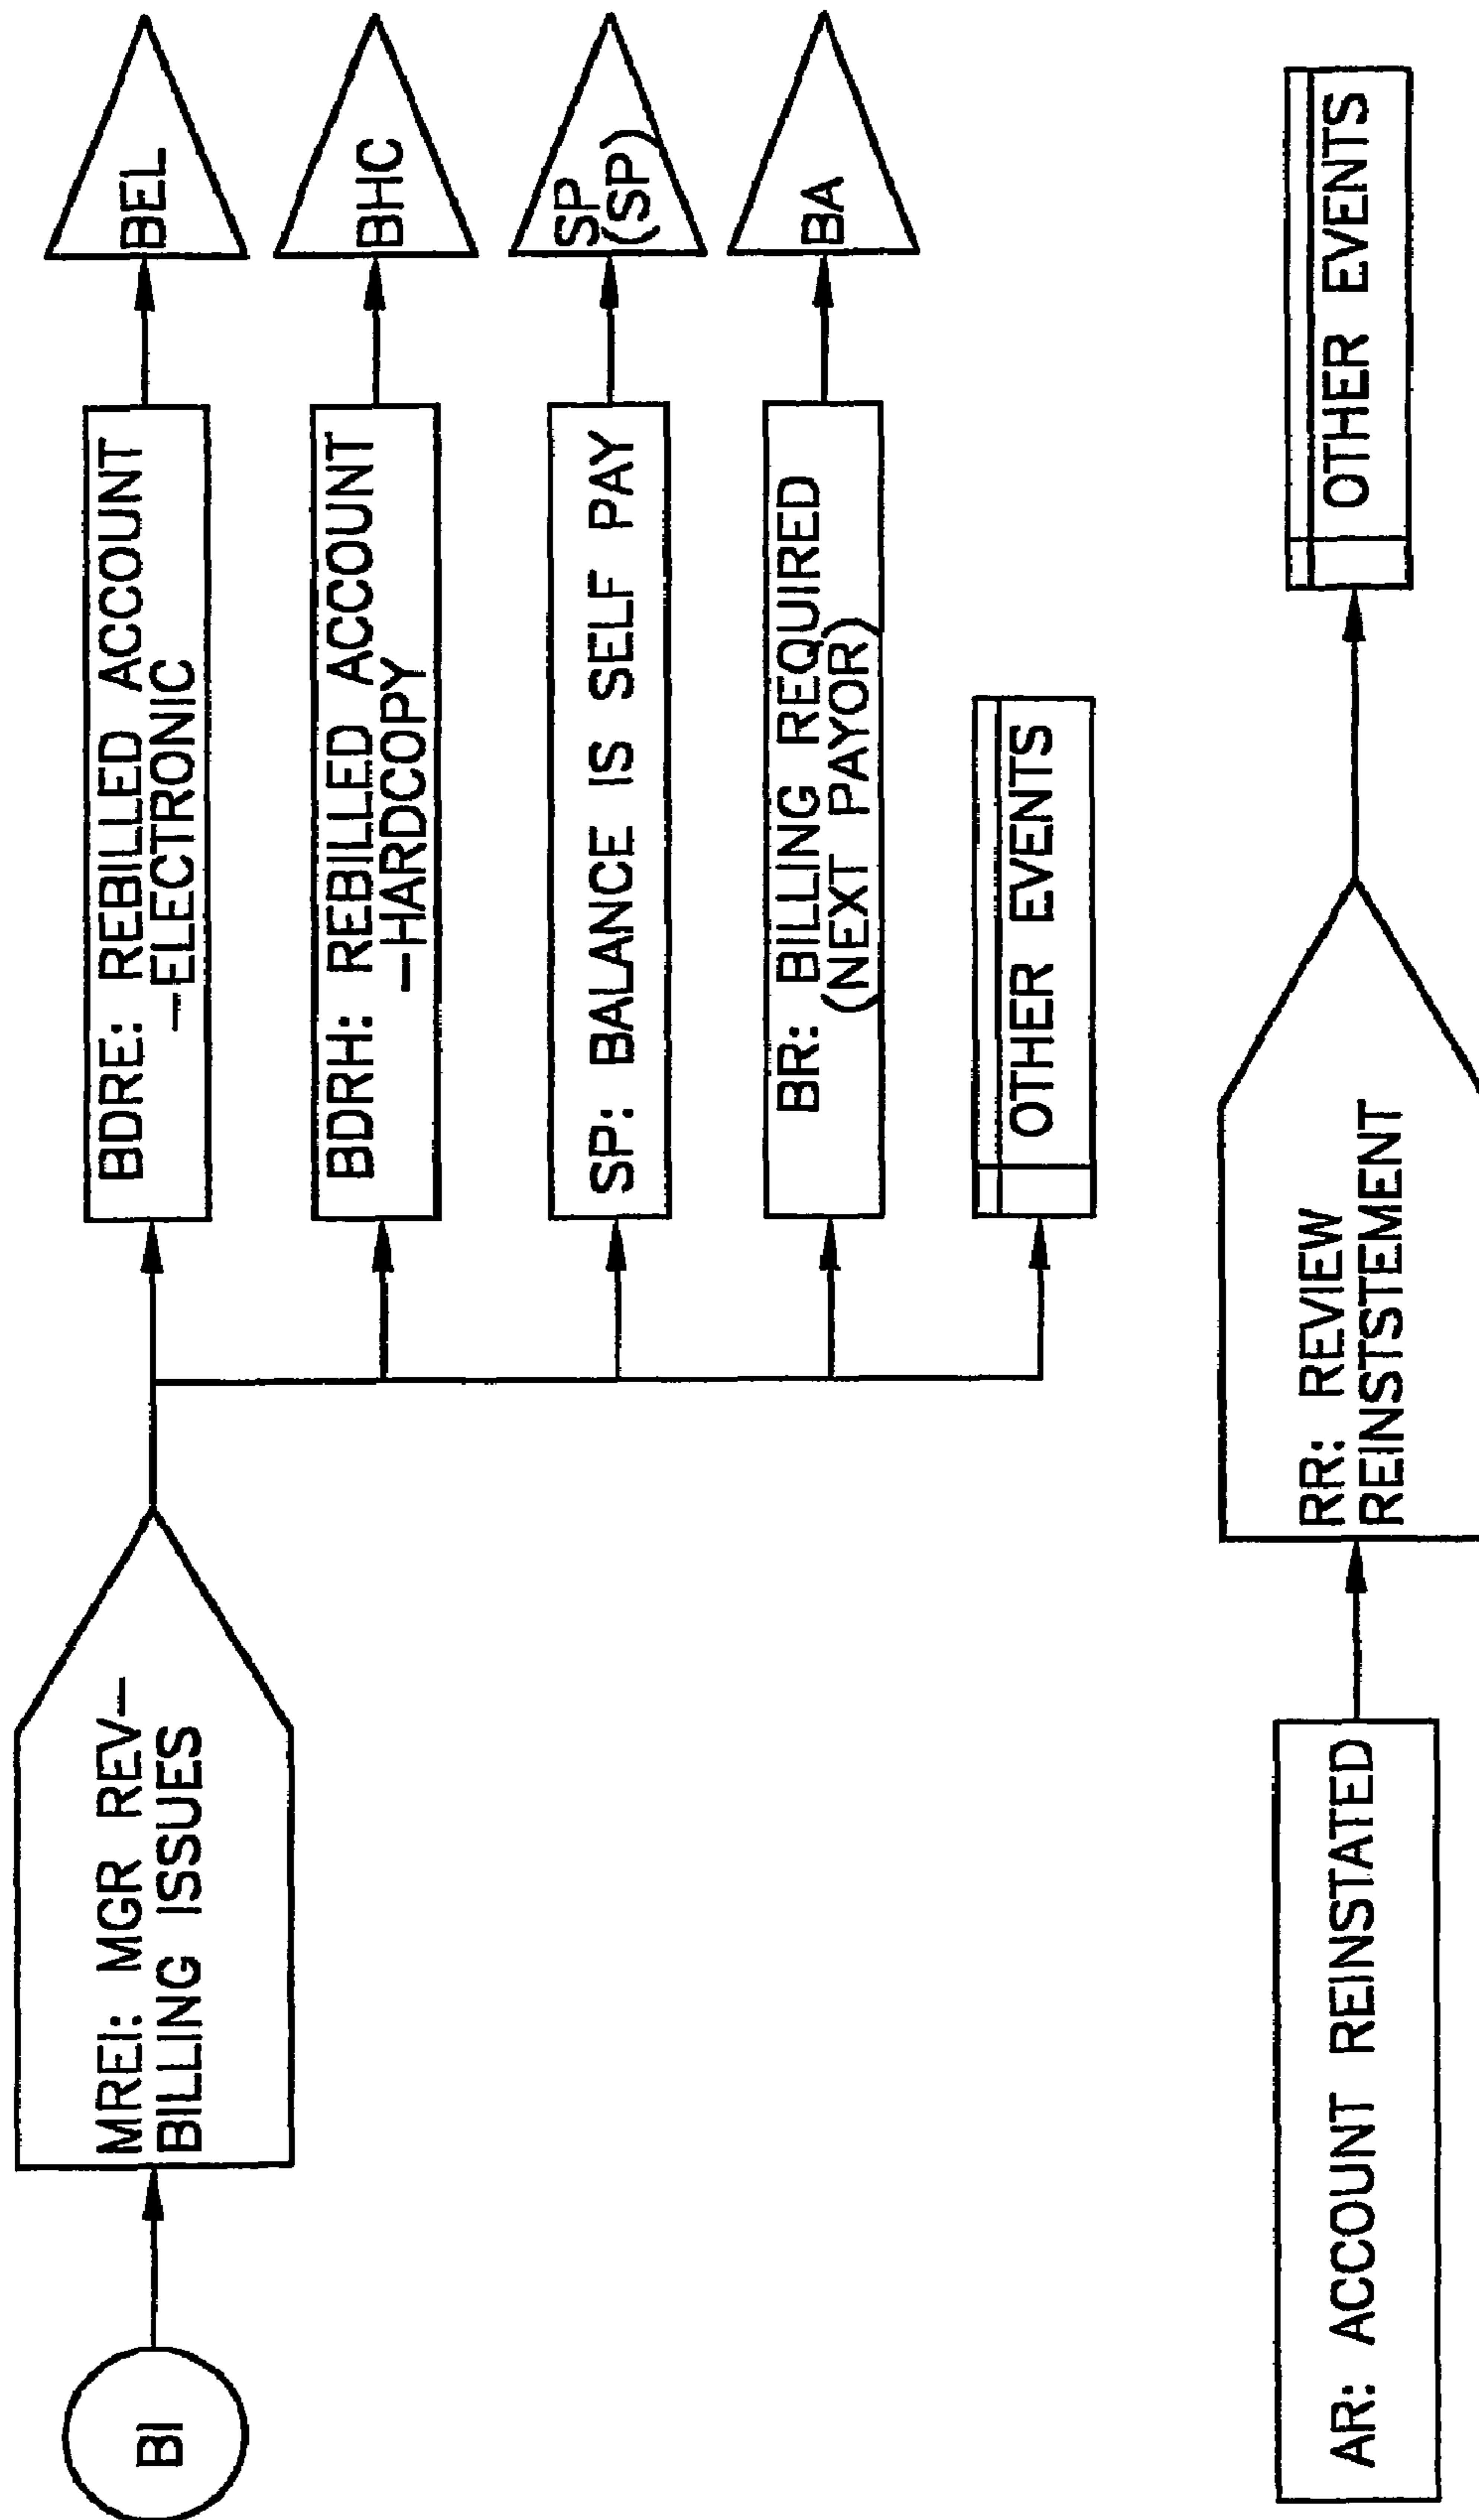 BI
MREI: MGR REV–
BILLING ISSUES
BDRE: REBILLED ACCOUNT
–ELECTRONIC
BEL
BDRH: REBILLED ACCOUNT
–HARDCOPY
BHC
SP: BALANCE IS SELF PAY
SP
(SP)
BR: BILLING REQUIRED
(NEXT PAYOR)
BA
OTHER EVENTS
AR: ACCOUNT REINSTATED
RR: REVIEW
REINSTSTEMENT
OTHER EVENTS